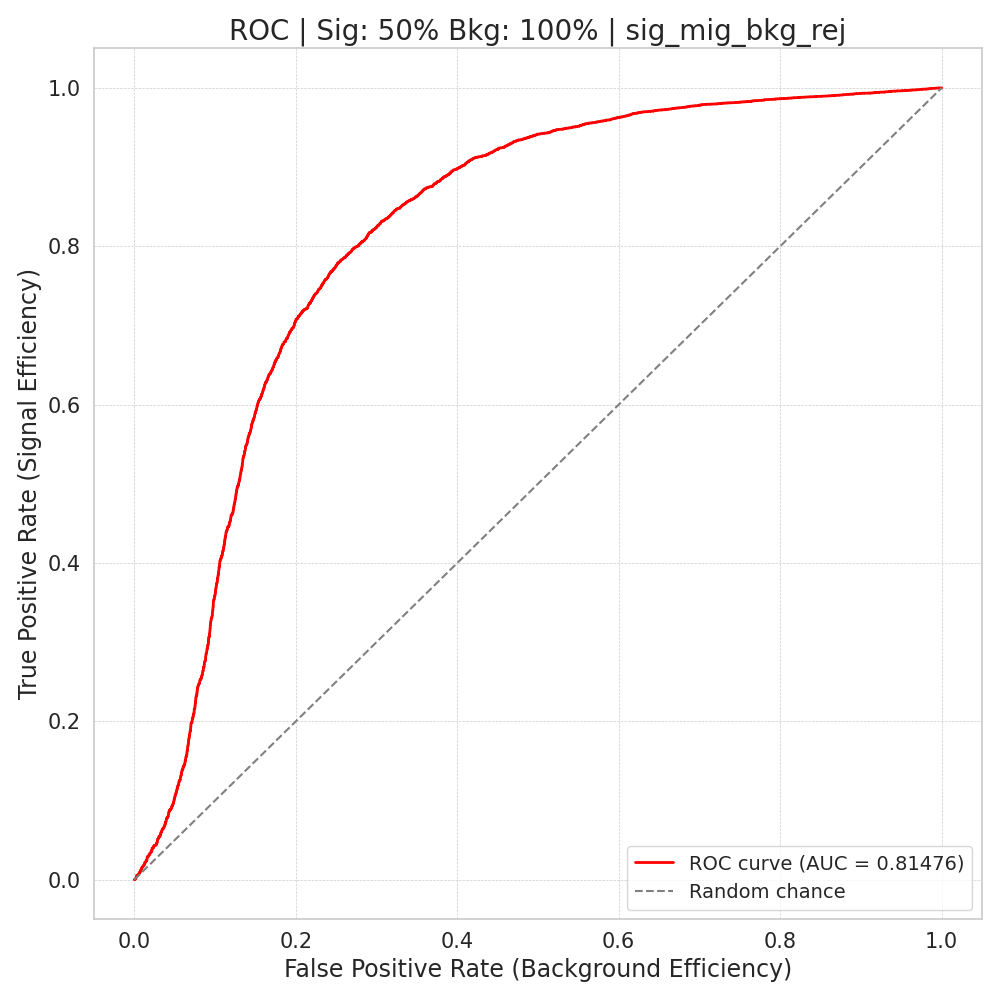 ROC | Sig: 50% Bkg: 100% | sig_mig_bkg_rej
True Positive Rate (Signal Efficiency)
1.0
0.8
0.6
0.4
0.2
0.0
ROC curve (AUC = 0.81476)
Random chance
0.0 0.2 0.4 0.6 0.8 1.0
False Positive Rate (Background Efficiency)